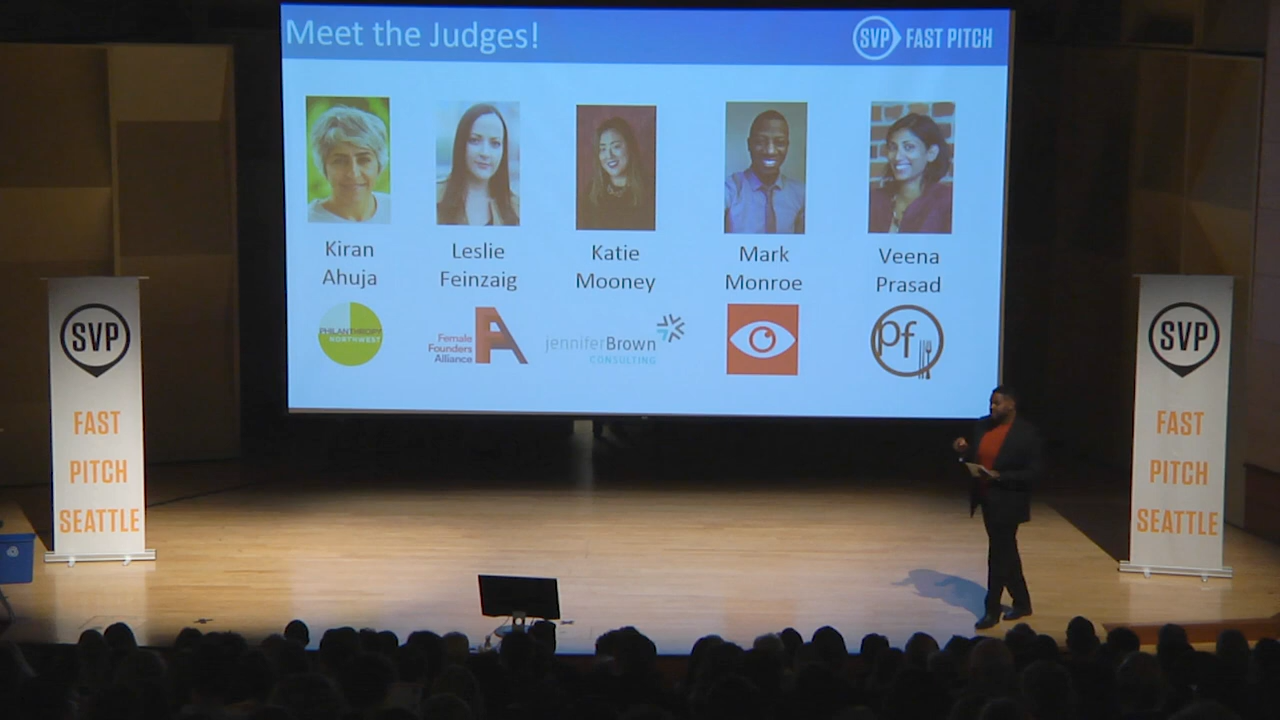 Meet the Judges!
SVP FAST PITCH
Kiran
Ahuja
Leslie
Feinzaig
Katie
Mooney
Mark
Monroe
Veena
Prasad
PHILANTHROPY
NORTHWEST
Female
Founders
Alliance
jenniferBrown
CONSULTING
pf
SVP
FAST
PITCH
SEATTLE
SVP
FAST
PITCH
SEATTLE